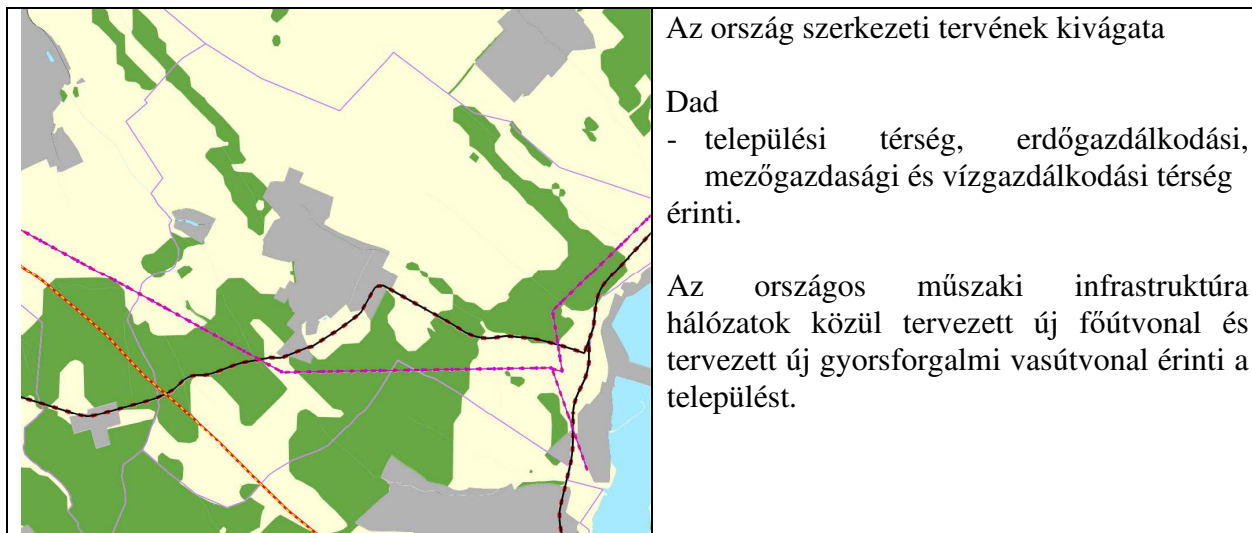 Az ország szerkezeti tervének kivágata
Dad
- települési térség, erdőgazdálkodási,
mezőgazdasági és vízgazdálkodási térség
érinti.
Az országos műszaki infrastruktúra
hálózatok közül tervezett új főútvonal és
tervezett új gyorsforgalmi vasútvonal érinti a
települést.